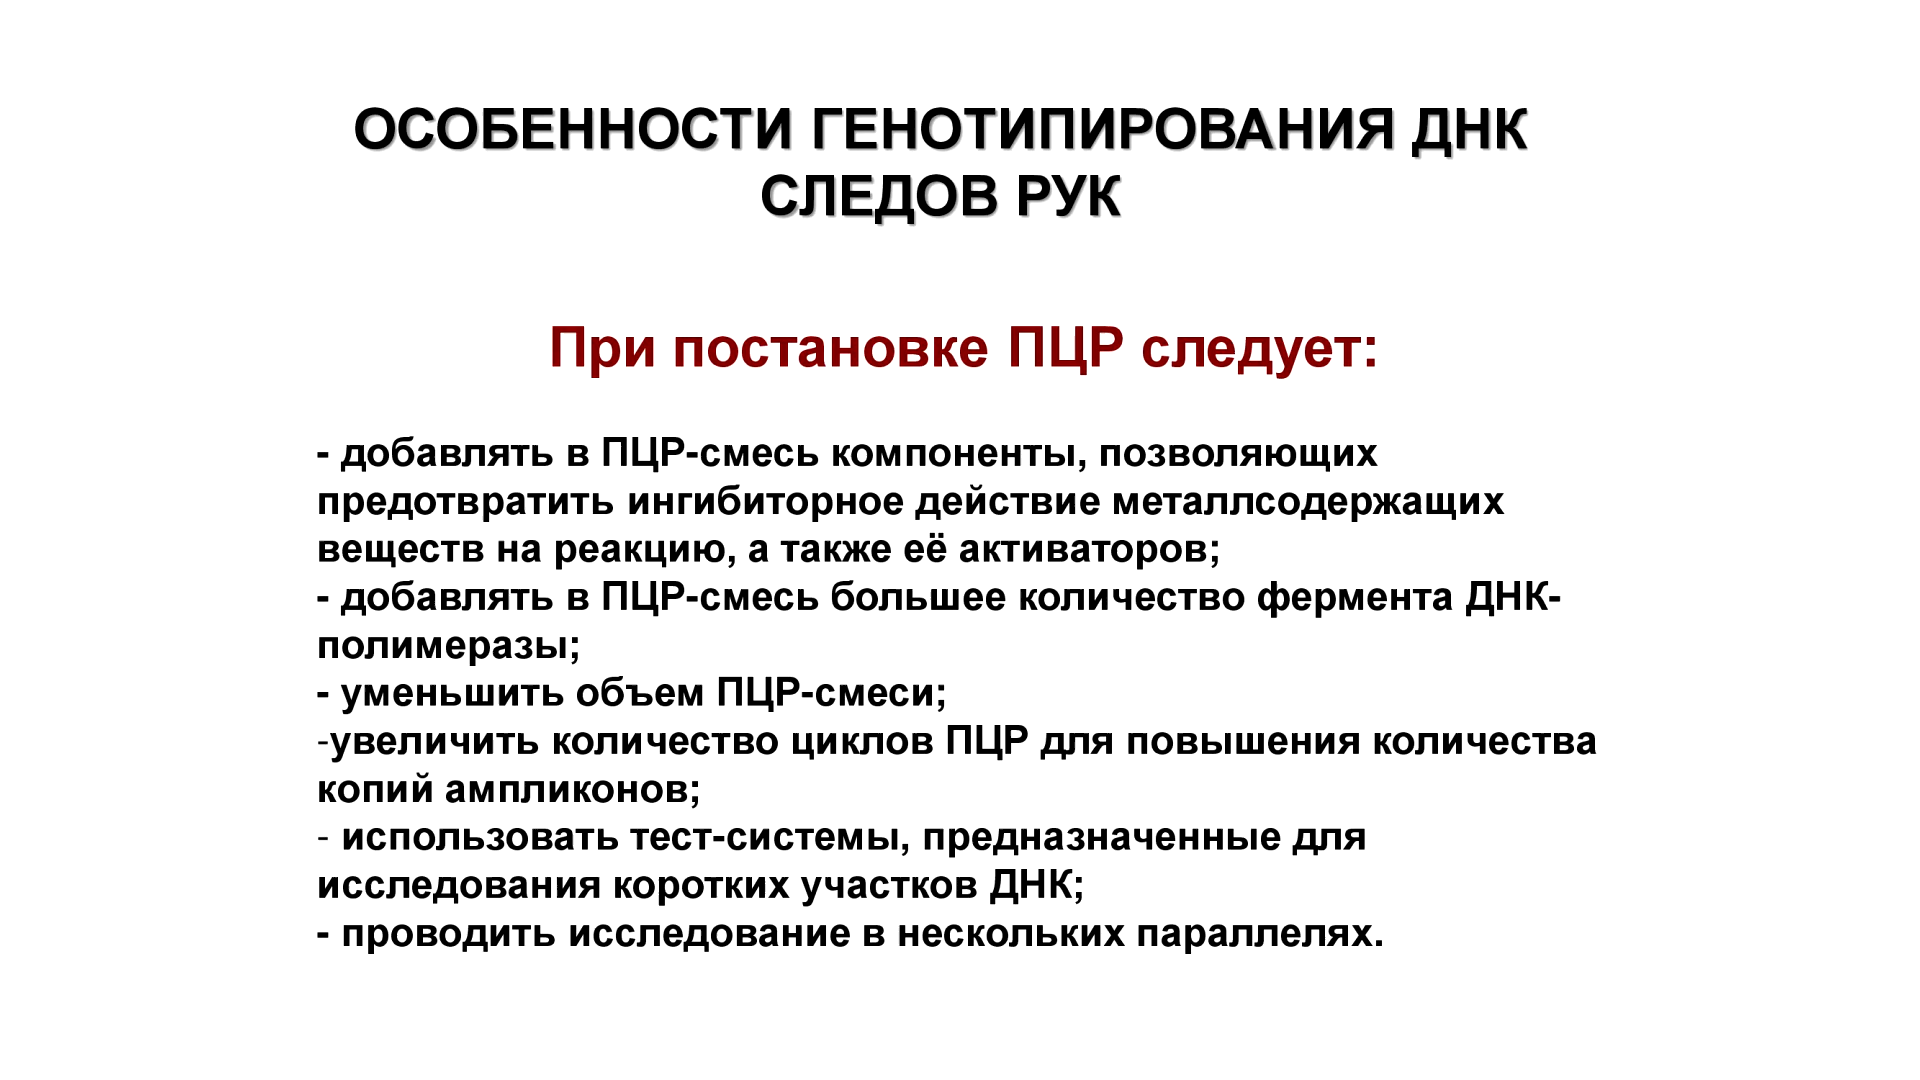 ОСОБЕННОСТИ ГЕНОТИПИРОВАНИЯ ДНК
СЛЕДОВ РУК
При постановке ПЦР следует:
- добавлять в ПЦР-смесь компоненты, позволяющих
предотвратить ингибиторное действие металлсодержащих
веществ на реакцию, а также её активаторов;
- добавлять в ПЦР-смесь большее количество фермента ДНК-
полимеразы;
- уменьшить объем ПЦР-смеси;
-увеличить количество циклов ПЦР для повышения количества
копий ампликонов;
- использовать тест-системы, предназначенные для
исследования коротких участков ДНК;
- проводить исследование в нескольких параллелях.